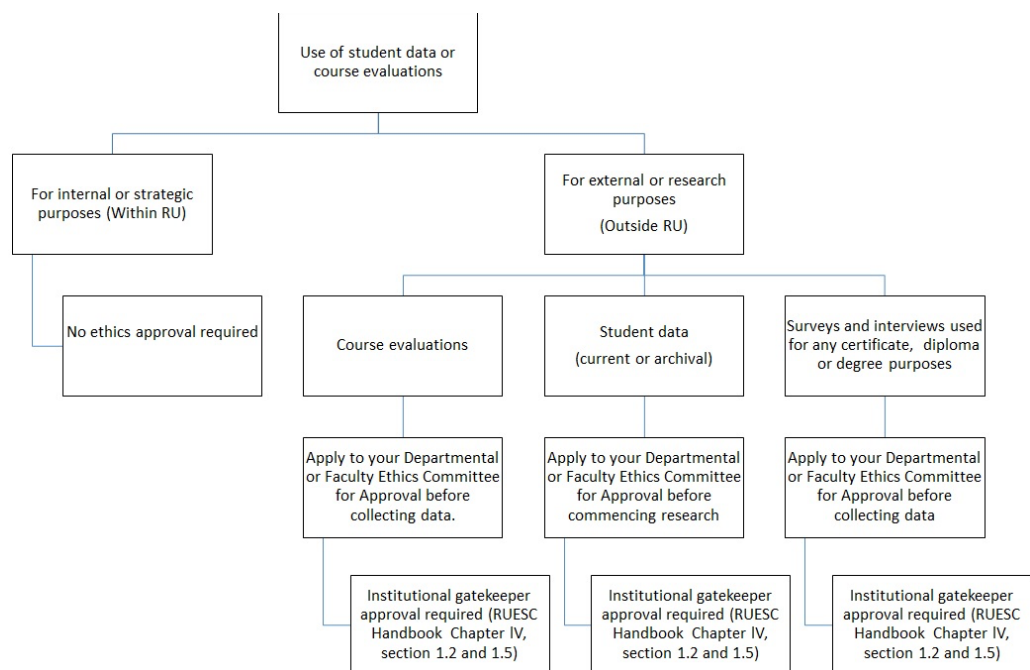 Use of student data or
course evaluations
For internal or strategic
purposes (Within RU)
For external or research
purposes
(Outside RU)
No ethics approval required
Course evaluations
Student data
(current or archival)
Surveys and interviews used
for any certificate, diploma
or degree purposes
Apply to your Departmental
or Faculty Ethics Committee
for Approval before
collecting data.
Apply to your Departmental
or Faculty Ethics Committee
for Approval before
commencing research
Apply to your Departmental
or Faculty Ethics Committee
for Approval before
collecting data
Institutional gatekeeper
approval required (RUESC
Handbook Chapter lV,
section 1.2 and 1.5)
Institutional gatekeeper
approval required (RUESC
Handbook Chapter lV,
section 1.2 and 1.5)
Institutional gatekeeper
approval required (RUESC
Handbook Chapter lV,
section 1.2 and 1.5)